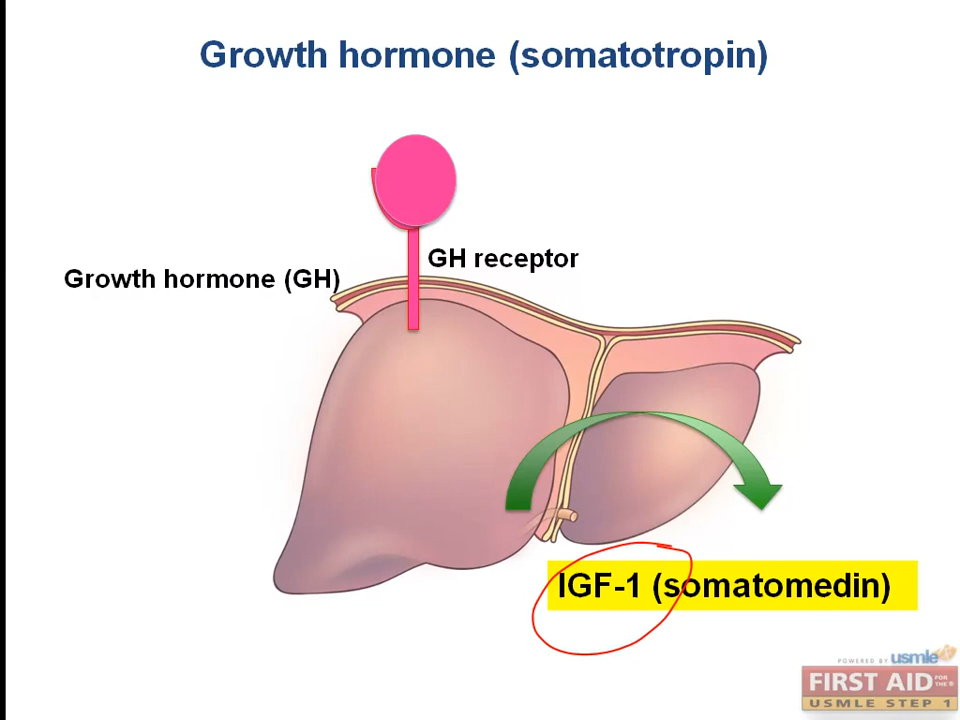 Growth hormone (somatotropin)
GH receptor
Growth hormone (GH)
IGF-1 (somatomedin)
POWERED BY usmleRx
FIRST AID FOR THE®
USMLE STEP 1